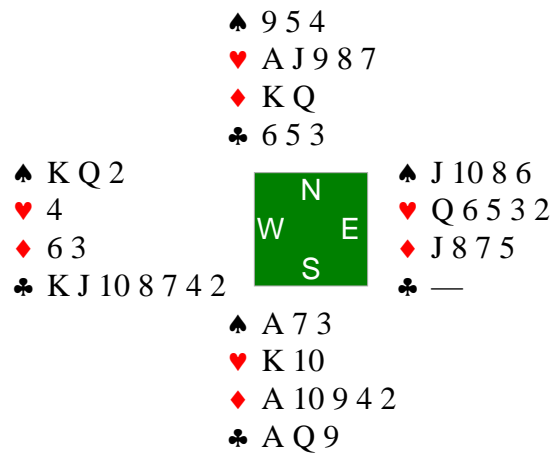 ♠ 9 5 4
♥ A J 9 8 7
♦ K Q
♣ 6 5 3
♠ K Q 2
♥ 4
♦ 6 3
♣ K J 10 8 7 4 2
N
W E
S
♠ J 10 8 6
♥ Q 6 5 3 2
♦ J 8 7 5
♣ —
♠ A 7 3
♥ K 10
♦ A 10 9 4 2
♣ A Q 9